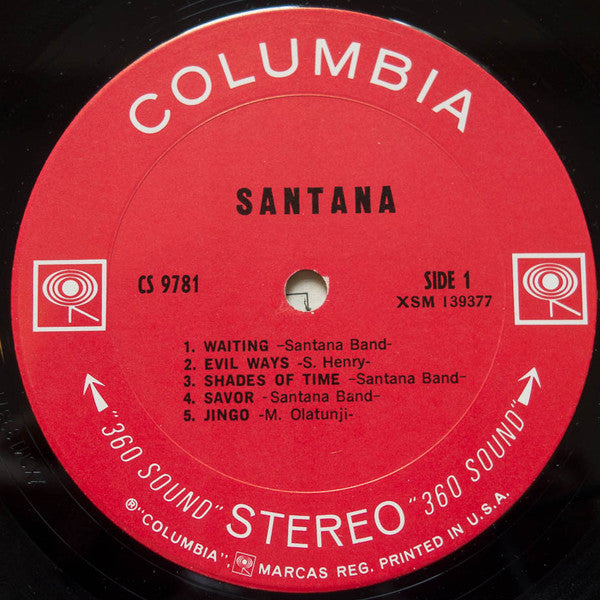 COLUMBIA
SANTANA
CS 9781
SIDE 1
XSM 139377
1. WAITING -Santana Band-
2. EVIL WAYS -S. Henry-
3. SHADES OF TIME -Santana Band-
4. SAVOR -Santana Band-
5. JINGO -M. Olatunji-
"360 SOUND" STEREO "360 SOUND"
®"COLUMBIA", MARCAS REG. PRINTED IN U.S.A.